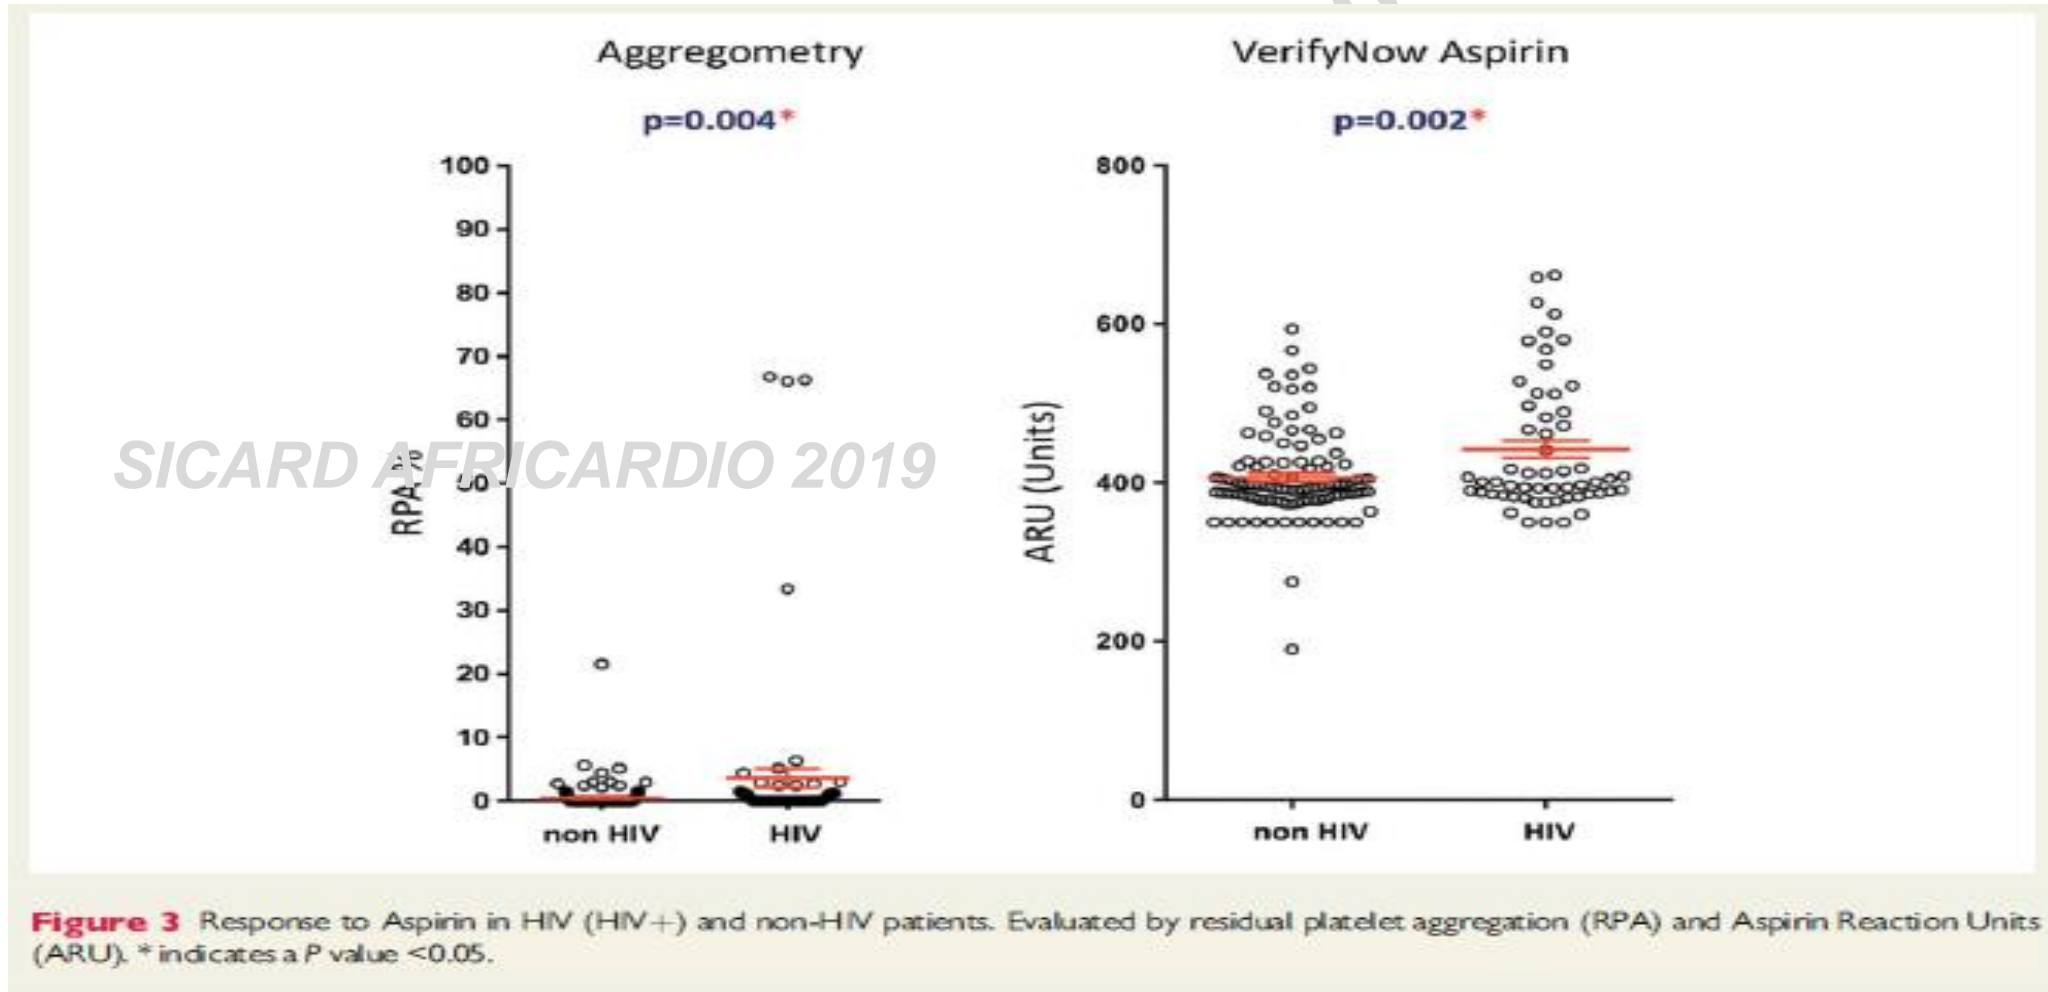 Aggregometry
p=0.004*
100
90
80
70
60
50
40
30
20
10
0
RPA %
non HIV
HIV
VerifyNow Aspirin
p=0.002*
800
600
400
200
0
ARU (Units)
non HIV
HIV
SICARD AFRICARDIO 2019
Figure 3 Response to Aspirin in HIV (HIV+) and non-HIV patients. Evaluated by residual platelet aggregation (RPA) and Aspirin Reaction Units
(ARU). * indicates a P value <0.05.